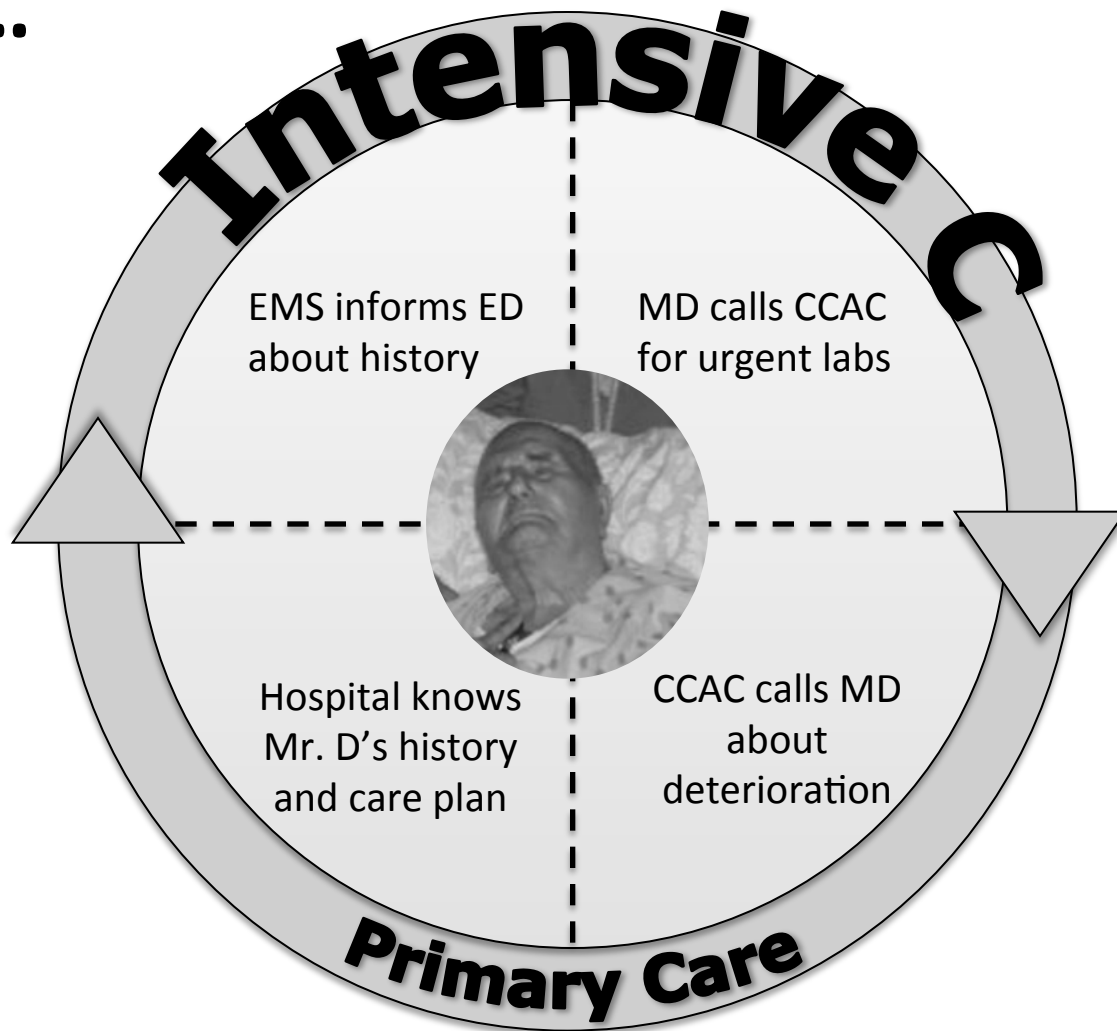 ..
Intensive C
EMS informs ED
about history
MD calls CCAC
for urgent labs
Hospital knows
Mr. D’s history
and care plan
CCAC calls MD
about
deterioration
Primary Care